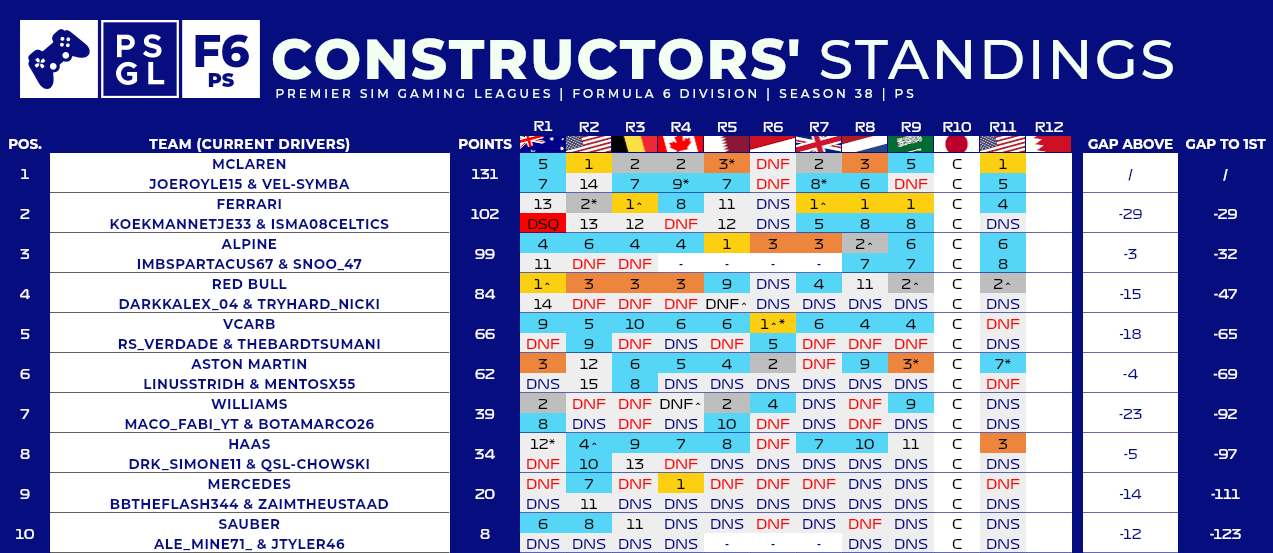 PS
GL
F6
PS
CONSTRUCTORS' STANDINGS
PREMIER SIM GAMING LEAGUES | FORMULA 6 DIVISION | SEASON 38 | PS
R1 R2 R3 R4 R5 R6 R7 R8 R9 R10 R11 R12
POS. TEAM (CURRENT DRIVERS) POINTS GAP ABOVE GAP TO 1ST
MCLAREN 5 1 2 2 3* DNF 2 3 5 C 1
1 131 / /
JOEROYLE15 & VEL-SYMBA 7 14 7 9* 7 DNF 8* 6 DNF C 5
FERRARI 13 2* 1^ 8 11 DNS 1^ 1 1 C 4
2 102 -29 -29
KOEKMANNETJE33 & ISMA08CELTICS DSQ 13 12 DNF 12 DNS 5 8 8 C DNS
ALPINE 4 6 4 4 1 3 3 2^ 6 C 6
3 99 -3 -32
IMBSPARTACUS67 & SNOO_47 11 DNF DNF - - - - 7 7 C 8
RED BULL 1^ 3 3 3 9 DNS 4 11 2^ C 2^
4 84 -15 -47
DARKKALEX_04 & TRYHARD_NICKI 14 DNF DNF DNF DNF^ DNS DNS DNS DNS C DNS
VCARB 9 5 10 6 6 1^* 6 4 4 C DNF
5 66 -18 -65
RS_VERDADE & THEBARDTSUMANI DNF 9 DNF DNS DNF 5 DNF DNF DNF C DNS
ASTON MARTIN 3 12 6 5 4 2 DNF 9 3* C 7*
6 62 -4 -69
LINUSSTRIDH & MENTOSX55 DNS 15 8 DNS DNS DNS DNS DNS DNS C DNF
WILLIAMS 2 DNF DNF DNF^ 2 4 DNS DNF 9 C DNS
7 39 -23 -92
MACO_FABI_YT & BOTAMARCO26 8 DNS DNS DNS 10 DNF DNS DNF DNS C DNS
HAAS 12* 4^ 9 7 8 DNF 7 10 11 C 3
8 34 -5 -97
DRK_SIMONE11 & QSL-CHOWSKI DNF 10 13 DNF DNS DNS DNS DNS DNS C DNS
MERCEDES DNF 7 DNF 1 DNF DNF DNF DNS DNS C DNS
9 20 -14 -111
BBTHEFLASH344 & ZAIMTHEUSTAAD DNS 11 DNS DNS DNS DNS DNS DNS DNS C DNS
SAUBER 6 8 11 DNS DNS DNF DNS DNF DNS C DNS
10 8 -12 -123
ALE_MINE71_ & JTYLER46 DNS DNS DNS DNS - - - DNS DNS C DNS